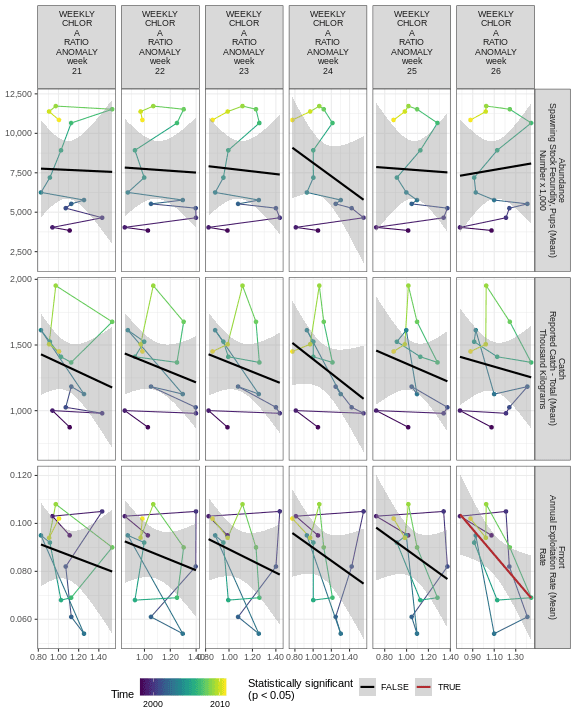 WEEKLY
CHLOR
A
RATIO
ANOMALY
week
21
WEEKLY
CHLOR
A
RATIO
ANOMALY
week
22
WEEKLY
CHLOR
A
RATIO
ANOMALY
week
23
WEEKLY
CHLOR
A
RATIO
ANOMALY
week
24
WEEKLY
CHLOR
A
RATIO
ANOMALY
week
25
WEEKLY
CHLOR
A
RATIO
ANOMALY
week
26
12,500
10,000
7,500
5,000
2,500
Abundance
Spawning Stock Fecundity, Pups (Mean)
Number x 1,000
2,000
1,500
1,000
Catch
Reported Catch - Total (Mean)
Thousand Kilograms
0.120
0.100
0.080
0.060
Fmort
Annual Exploitation Rate (Mean)
Rate
0.80 1.00 1.20 1.40
1.00 1.20 1.40
0.80 1.00 1.20 1.40
0.80 1.00 1.20 1.40
0.80 1.00 1.20 1.40
0.90 1.10 1.30
Time
2000 2010
Statistically significant
(p < 0.05)
FALSE
TRUE